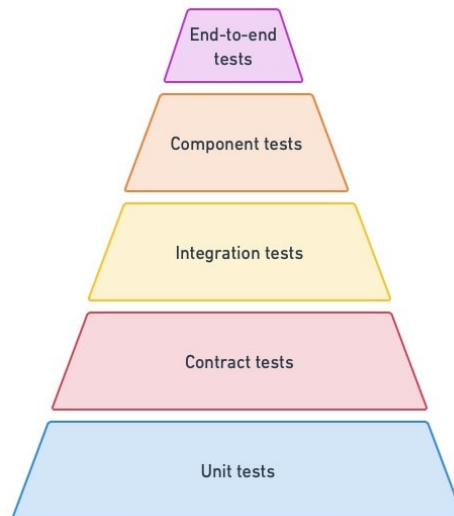 End-to-end
tests
Component tests
Integration tests
Contract tests
Unit tests